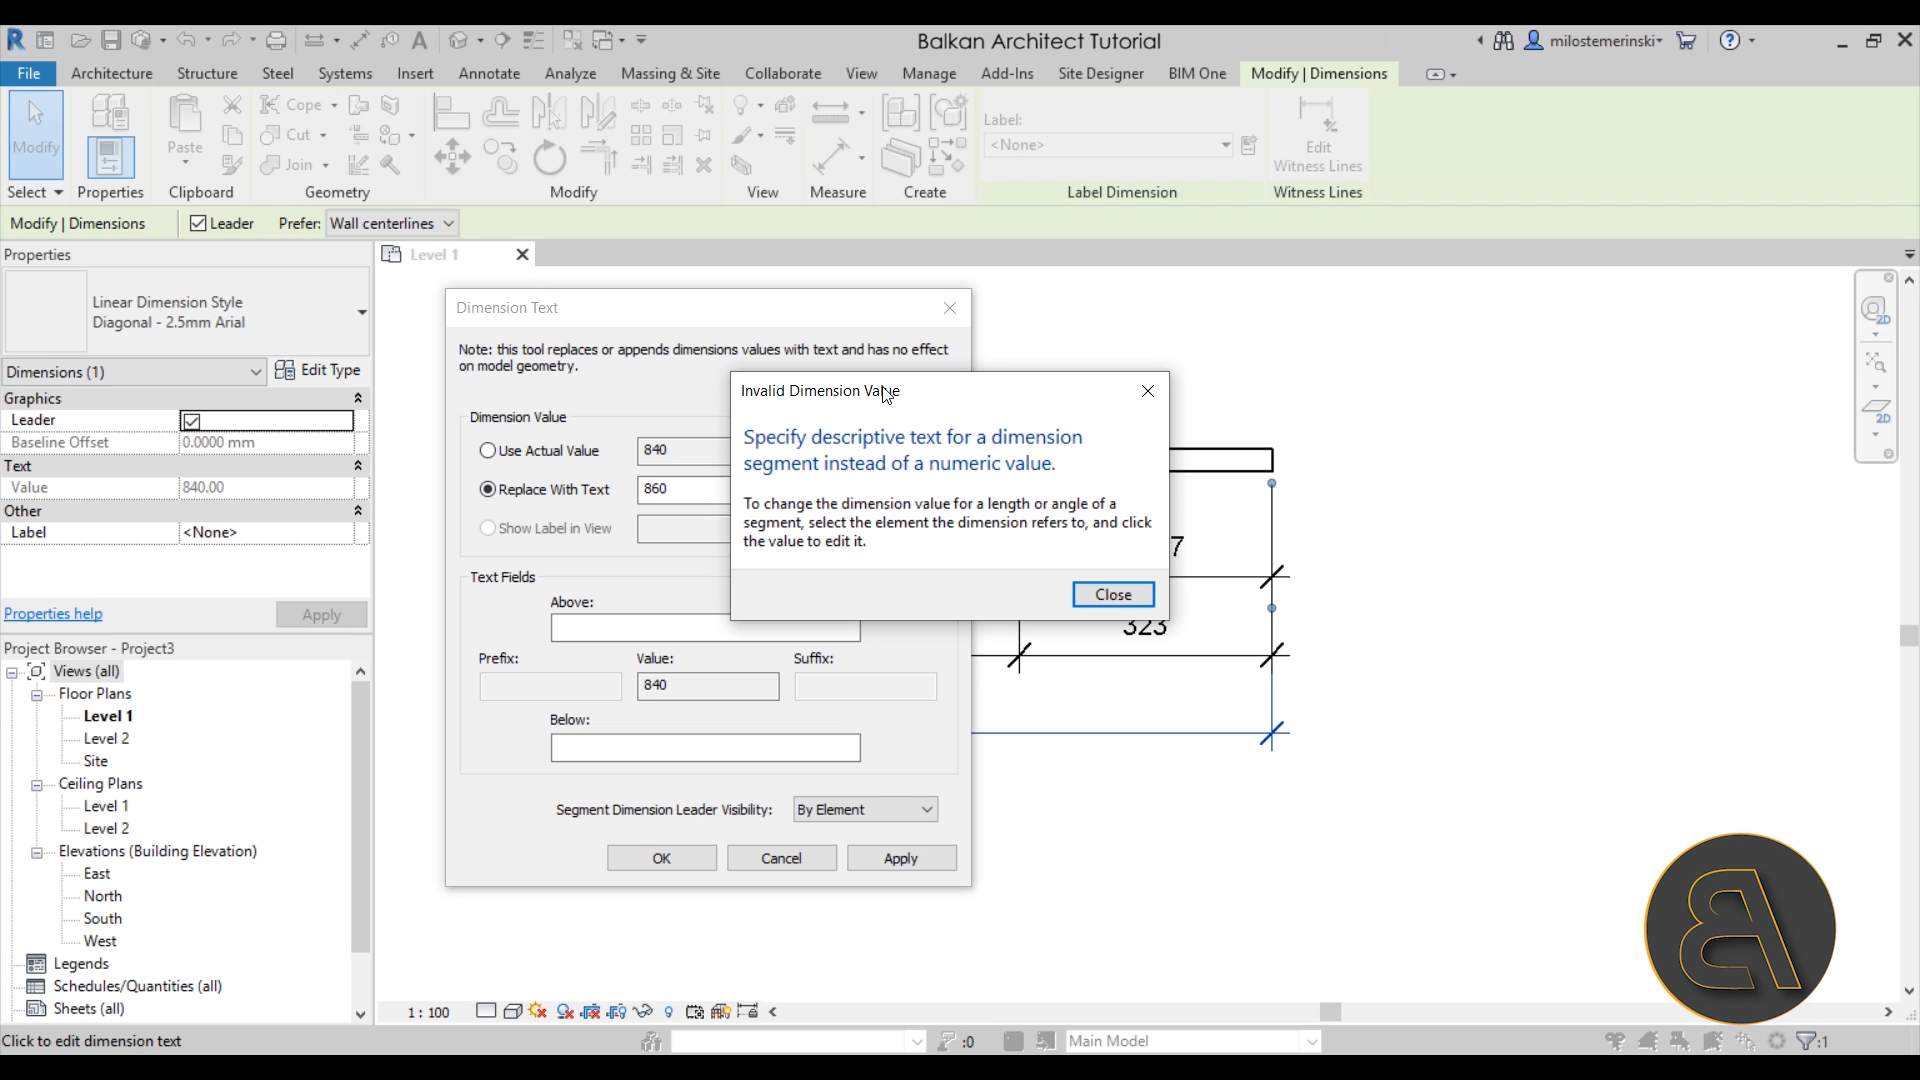 Balkan Architect Tutorial
milostemerinski
File Architecture Structure Steel Systems Insert Annotate Analyze Massing & Site Collaborate View Manage Add-Ins Site Designer BIM One Modify | Dimensions
Modify Paste Cope Cut Join
Label:
<None>
Edit
Witness Lines
Select Properties Clipboard Geometry Modify View Measure Create Label Dimension Witness Lines
Modify | Dimensions Leader Prefer: Wall centerlines
Properties
Level 1
Linear Dimension Style
Diagonal - 2.5mm Arial
Dimensions (1) Edit Type
Graphics
Leader
Baseline Offset 0.0000 mm
Text
Value 840.00
Other
Label <None>
Properties help Apply
Project Browser - Project3
Views (all)
Floor Plans
Level 1
Level 2
Site
Ceiling Plans
Level 1
Level 2
Elevations (Building Elevation)
East
North
South
West
Legends
Schedules/Quantities (all)
Sheets (all)
Dimension Text
Note: this tool replaces or appends dimensions values with text and has no effect
on model geometry.
Dimension Value
Use Actual Value 840
Replace With Text 860
Show Label in View
Text Fields
Above:
Prefix: Value: Suffix:
840
Below:
Segment Dimension Leader Visibility: By Element
OK Cancel Apply
Invalid Dimension Value
Specify descriptive text for a dimension
segment instead of a numeric value.
To change the dimension value for a length or angle of a
segment, select the element the dimension refers to, and click
the value to edit it.
Close
7
323
2D
2D
1 : 100
Click to edit dimension text
:0
Main Model
:1